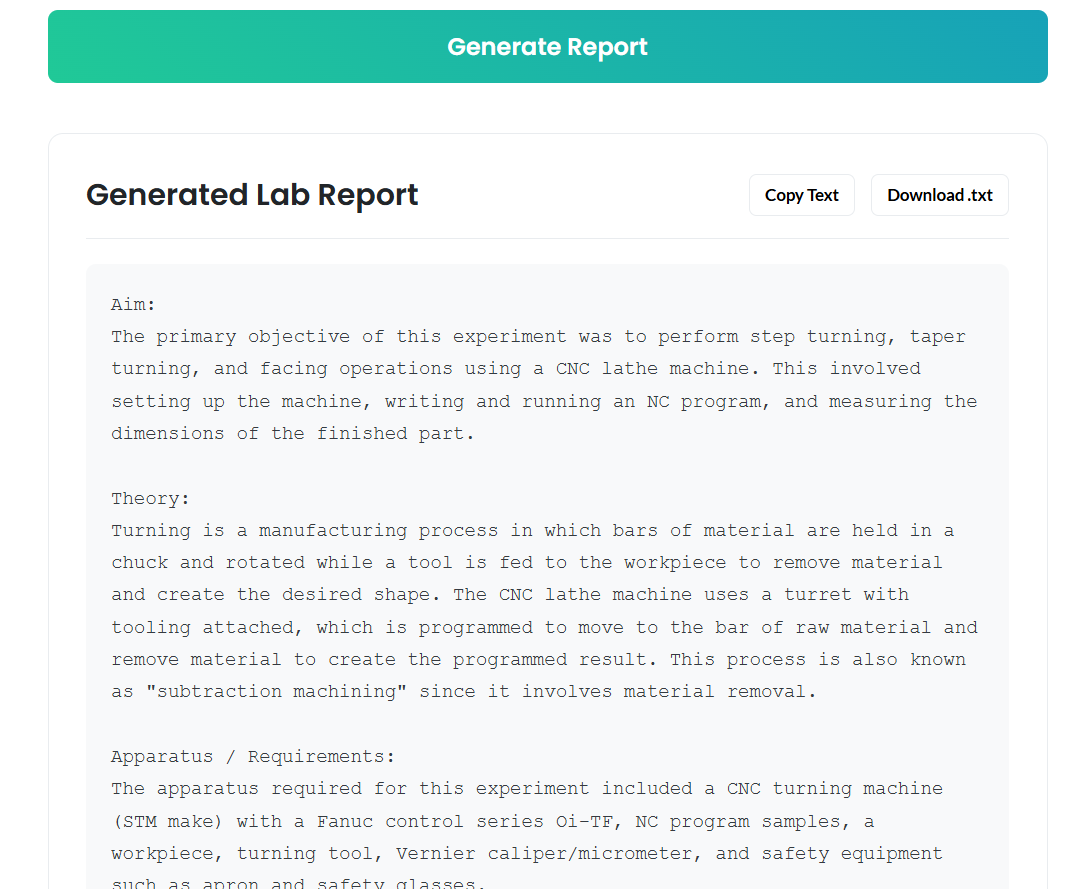 Generate Report
Generated Lab Report
Copy Text
Download .txt
Aim:
The primary objective of this experiment was to perform step turning, taper
turning, and facing operations using a CNC lathe machine. This involved
setting up the machine, writing and running an NC program, and measuring the
dimensions of the finished part.
Theory:
Turning is a manufacturing process in which bars of material are held in a
chuck and rotated while a tool is fed to the workpiece to remove material
and create the desired shape. The CNC lathe machine uses a turret with
tooling attached, which is programmed to move to the bar of raw material and
remove material to create the programmed result. This process is also known
as "subtraction machining" since it involves material removal.
Apparatus / Requirements:
The apparatus required for this experiment included a CNC turning machine
(STM make) with a Fanuc control series Oi-TF, NC program samples, a
workpiece, turning tool, Vernier caliper/micrometer, and safety equipment
such as apron and safety glasses.